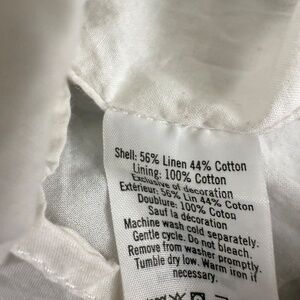 Shell: 56% Linen 44% Cotton
Lining: 100% Cotton
Exclusive of decoration
Extérieur: 56% Lin 44% Coton
Doublure: 100% Coton
Sauf la décoration
Machine wash cold separately.
Gentle cycle. Do not bleach.
Remove from washer promptly.
Tumble dry low. Warm iron if
necessary.